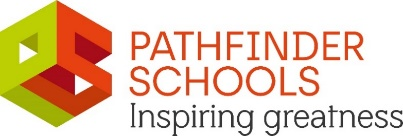 PATHFINDER
SCHOOLS
Inspiring greatness